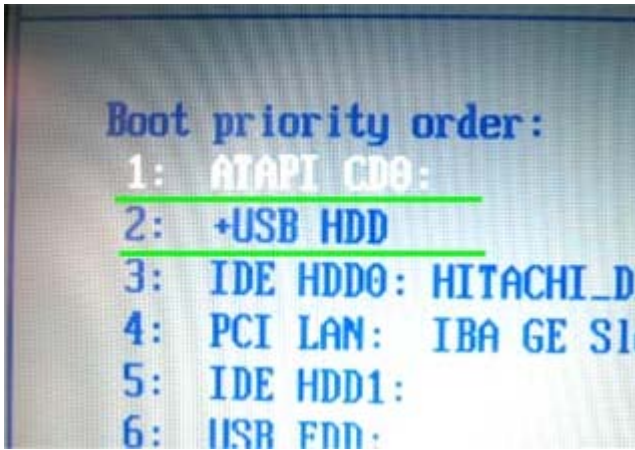 Boot priority order:
1: ATAPI CD0:
2: +USB HDD
3: IDE HDD0: HITACHI_D
4: PCI LAN: IBA GE Sl
5: IDE HDD1:
6: USB FDD: